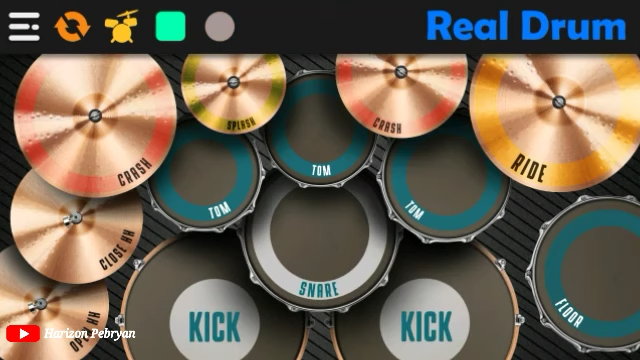 Real Drum
CRASH
SPLASH
CRASH
RIDE
TOM
TOM
TOM
CLOSE HH
SNARE
FLOOR
KICK
KICK
Harizon Pebryan